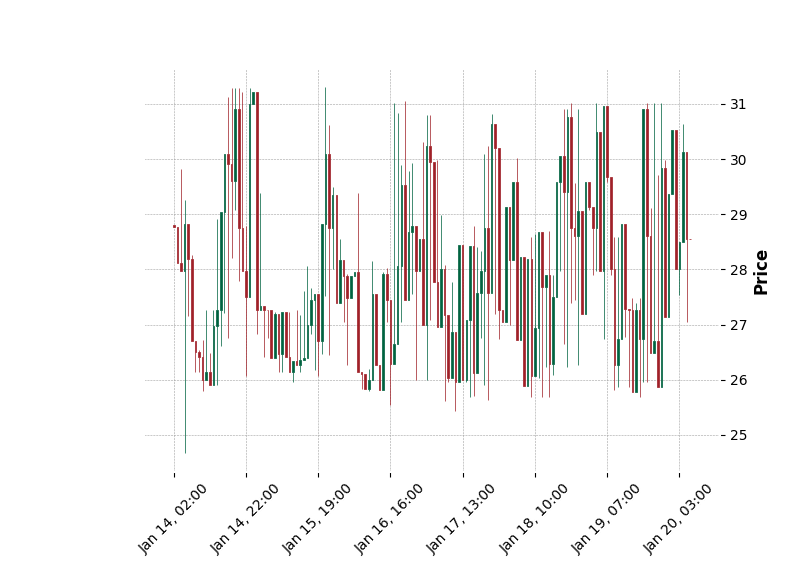 31
30
29
28
27
26
25
Price
Jan 14, 02:00
Jan 14, 22:00
Jan 15, 19:00
Jan 16, 16:00
Jan 17, 13:00
Jan 18, 10:00
Jan 19, 07:00
Jan 20, 03:00